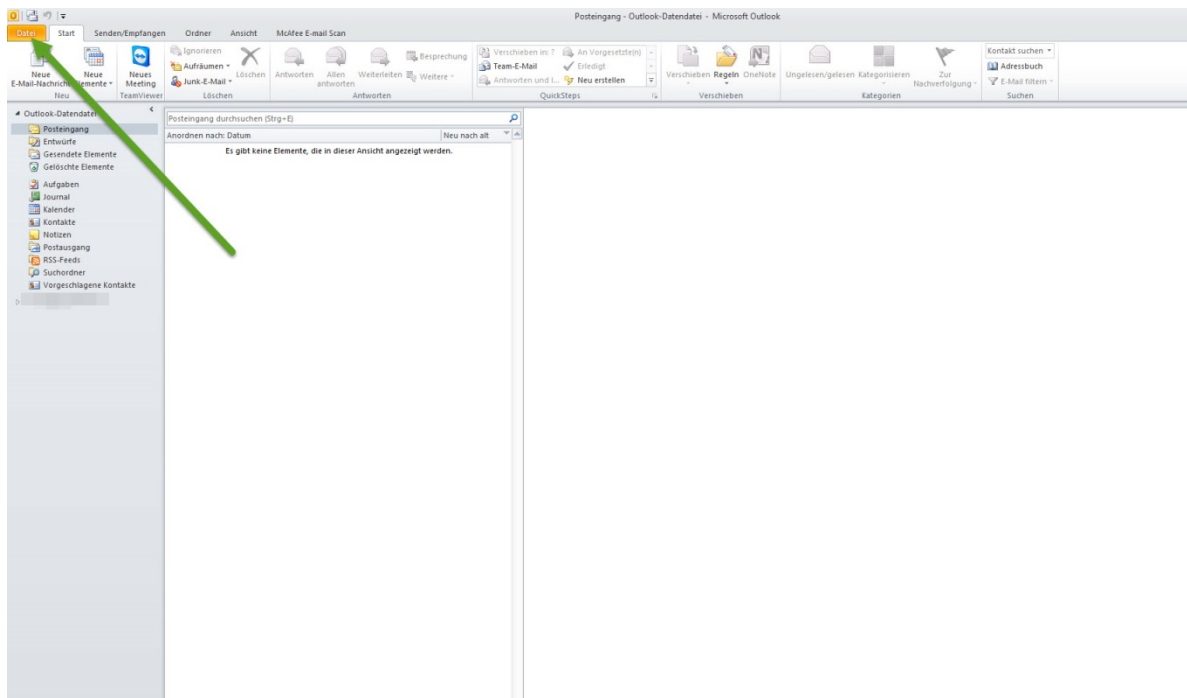 Posteingang - Outlook-Datendatei - Microsoft Outlook
Datei Start Senden/Empfangen Ordner Ansicht McAfee E-mail Scan
Neue
E-Mail-Nachricht
Neue
Elemente
Neues
Meeting
Neu
TeamViewer
Ignorieren
Aufräumen
Junk-E-Mail
Löschen
Löschen
Antworten
Allen
antworten
Weiterleiten
Besprechung
Weitere
Antworten
Verschieben in: ?
Team-E-Mail
Antworten und l...
An Vorgesetzte(n)
Erledigt
Neu erstellen
QuickSteps
Verschieben
Regeln
OneNote
Verschieben
Ungelesen/gelesen
Kategorisieren
Zur
Nachverfolgung
Kategorien
Kontakt suchen
Adressbuch
E-Mail filtern
Suchen
Outlook-Datendatei
Posteingang
Entwürfe
Gesendete Elemente
Gelöschte Elemente
Aufgaben
Journal
Kalender
Kontakte
Notizen
Postausgang
RSS-Feeds
Suchordner
Vorgeschlagene Kontakte
Posteingang durchsuchen (Strg+E)
Anordnen nach: Datum Neu nach alt
Es gibt keine Elemente, die in dieser Ansicht angezeigt werden.